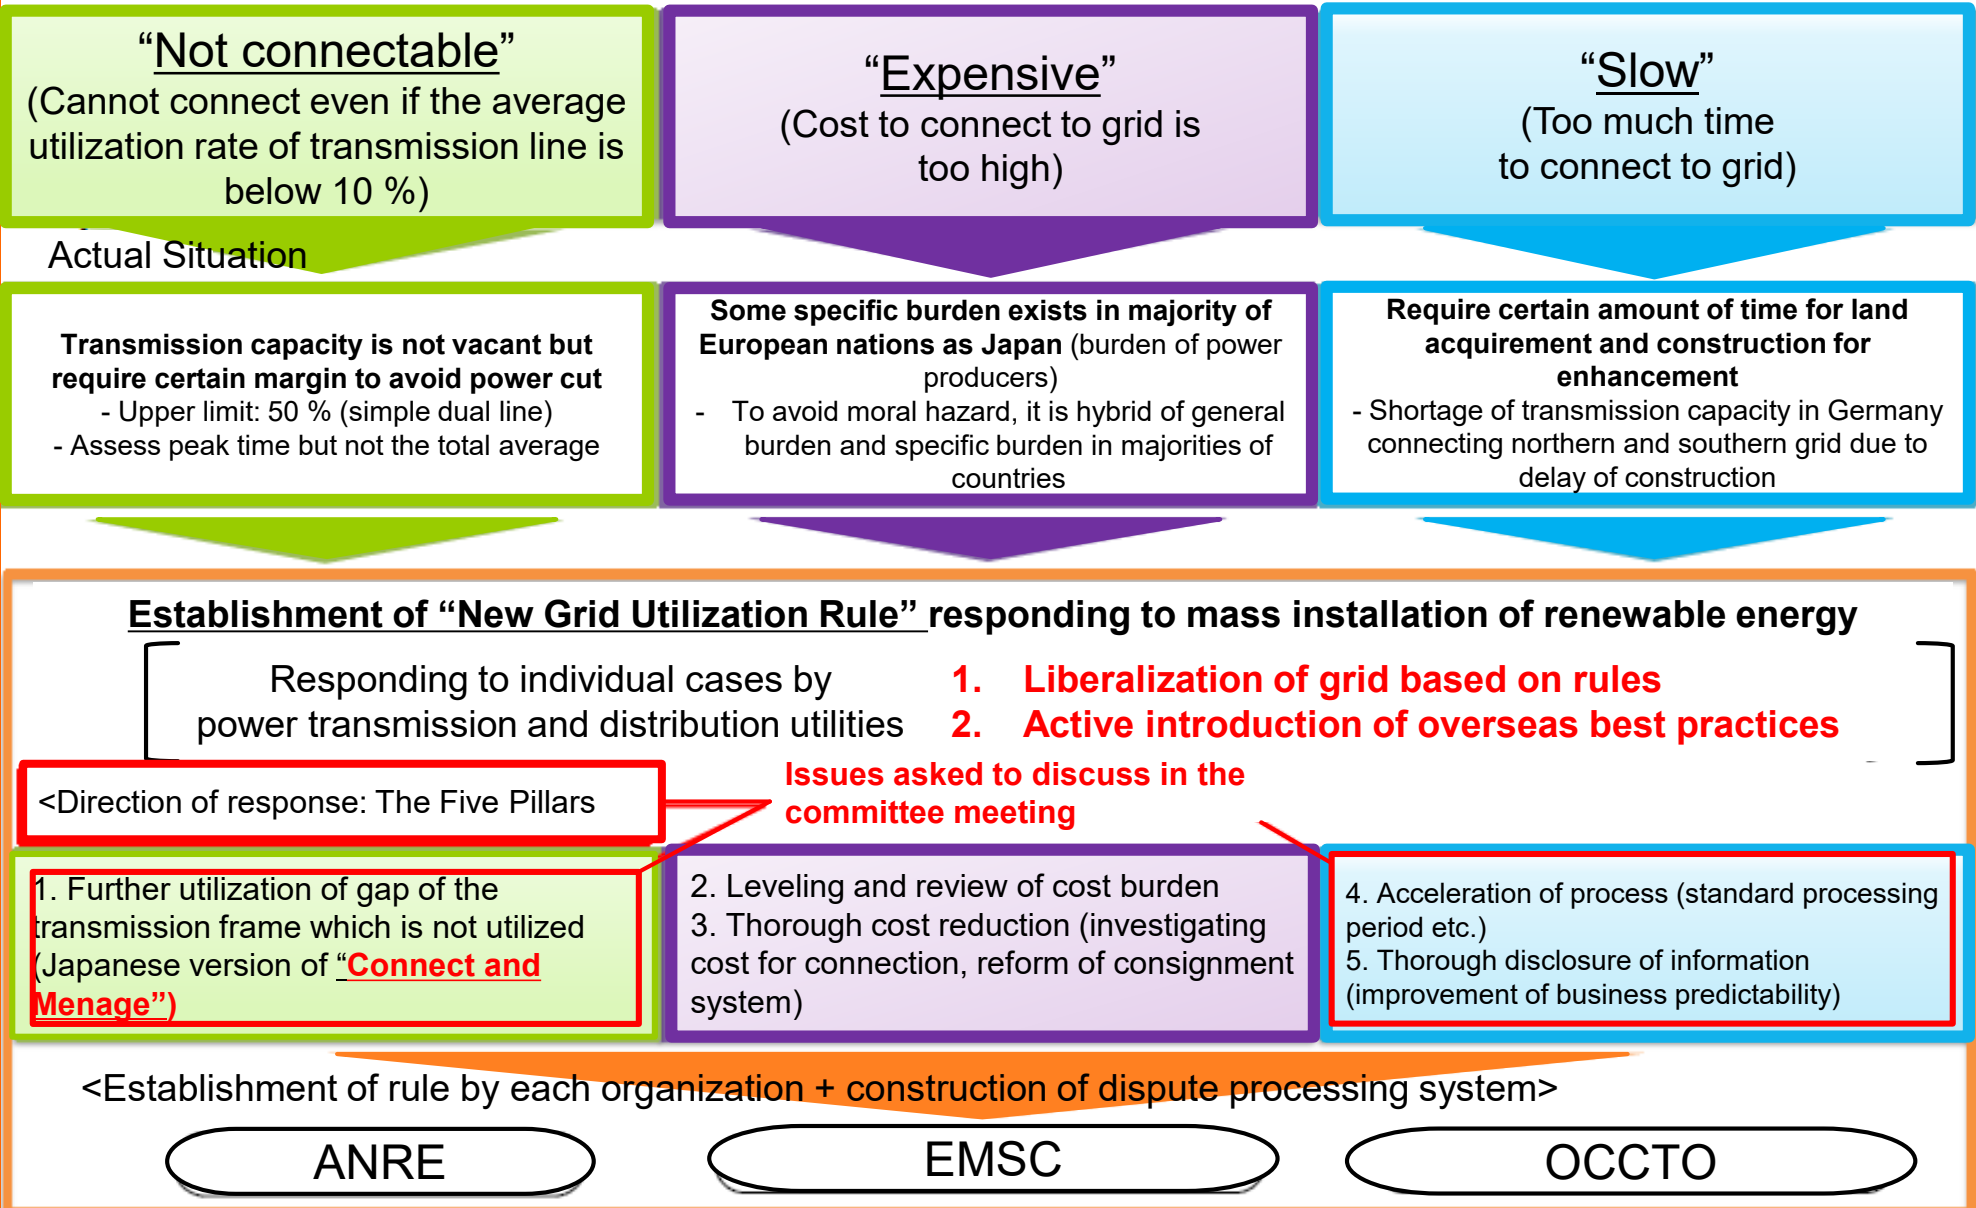 “Not connectable”
(Cannot connect even if the average
utilization rate of transmission line is
below 10 %)
“Expensive”
(Cost to connect to grid is
too high)
“Slow”
(Too much time
to connect to grid)
Actual Situation
Transmission capacity is not vacant but
require certain margin to avoid power cut
- Upper limit: 50 % (simple dual line)
- Assess peak time but not the total average
Some specific burden exists in majority of
European nations as Japan (burden of power
producers)
- To avoid moral hazard, it is hybrid of general
burden and specific burden in majorities of
countries
Require certain amount of time for land
acquirement and construction for
enhancement
- Shortage of transmission capacity in Germany
connecting northern and southern grid due to
delay of construction
Establishment of “New Grid Utilization Rule” responding to mass installation of renewable energy
Responding to individual cases by
power transmission and distribution utilities
1. Liberalization of grid based on rules
2. Active introduction of overseas best practices
<Direction of response: The Five Pillars
Issues asked to discuss in the
committee meeting
1. Further utilization of gap of the
transmission frame which is not utilized
(Japanese version of “Connect and
Menage”)
2. Leveling and review of cost burden
3. Thorough cost reduction (investigating
cost for connection, reform of consignment
system)
4. Acceleration of process (standard processing
period etc.)
5. Thorough disclosure of information
(improvement of business predictability)
<Establishment of rule by each organization + construction of dispute processing system>
ANRE
EMSC
OCCTO